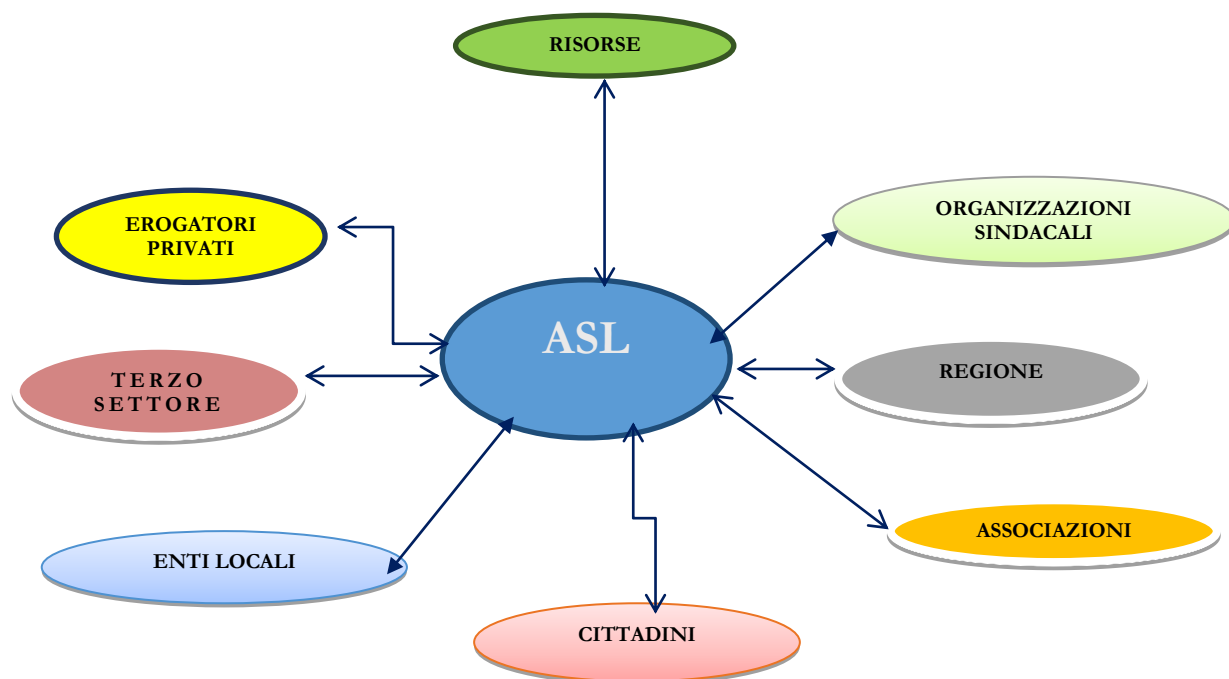 RISORSE
EROGATORI
PRIVATI
ORGANIZZAZIONI
SINDACALI
ASL
TERZO
SETTORE
REGIONE
ENTI LOCALI
ASSOCIAZIONI
CITTADINI